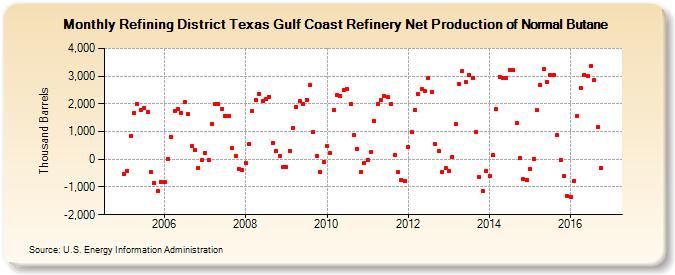 Monthly Refining District Texas Gulf Coast Refinery Net Production of Normal Butane
Thousand Barrels
4,000
3,000
2,000
1,000
0
-1,000
-2,000
2006 2008 2010 2012 2014 2016
Source: U.S. Energy Information Administration